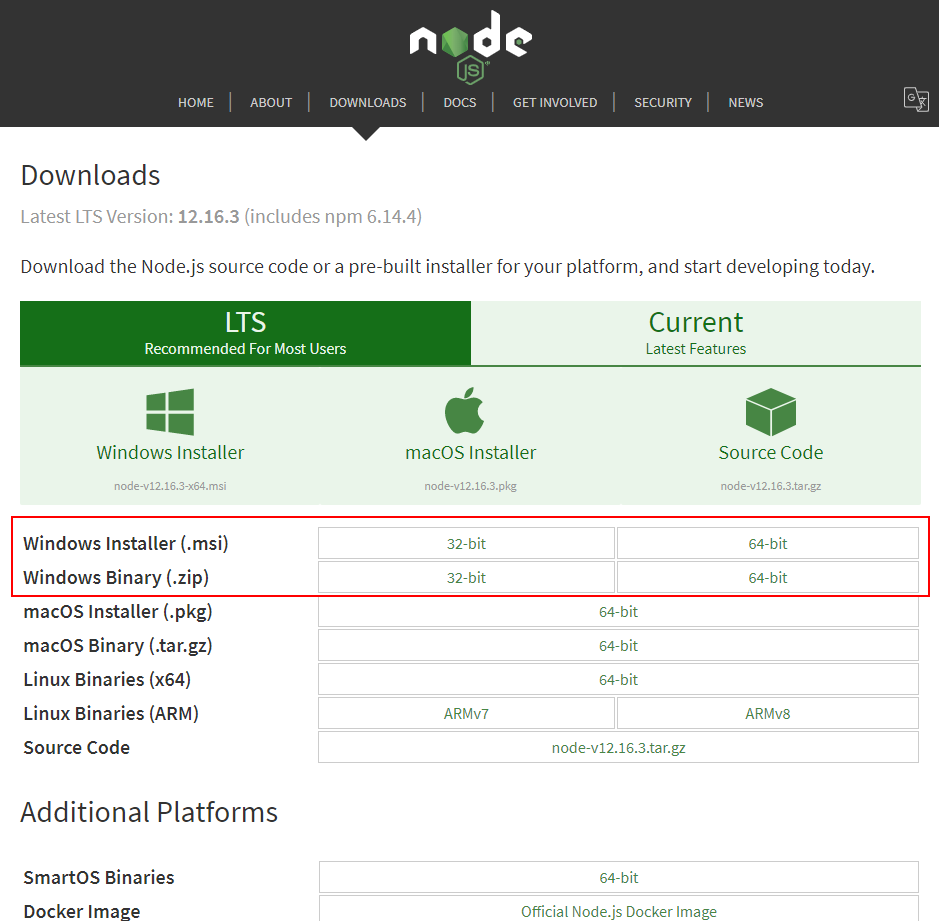 node
JS
HOME ABOUT DOWNLOADS DOCS GET INVOLVED SECURITY NEWS
Downloads
Latest LTS Version: 12.16.3 (includes npm 6.14.4)
Download the Node.js source code or a pre-built installer for your platform, and start developing today.
LTS
Recommended For Most Users
Current
Latest Features
Windows Installer
node-v12.16.3-x64.msi
macOS Installer
node-v12.16.3.pkg
Source Code
node-v12.16.3.tar.gz
Windows Installer (.msi) 32-bit 64-bit
Windows Binary (.zip) 32-bit 64-bit
macOS Installer (.pkg) 64-bit
macOS Binary (.tar.gz) 64-bit
Linux Binaries (x64) 64-bit
Linux Binaries (ARM) ARMv7 ARMv8
Source Code node-v12.16.3.tar.gz
Additional Platforms
SmartOS Binaries 64-bit
Docker Image Official Node.js Docker Image